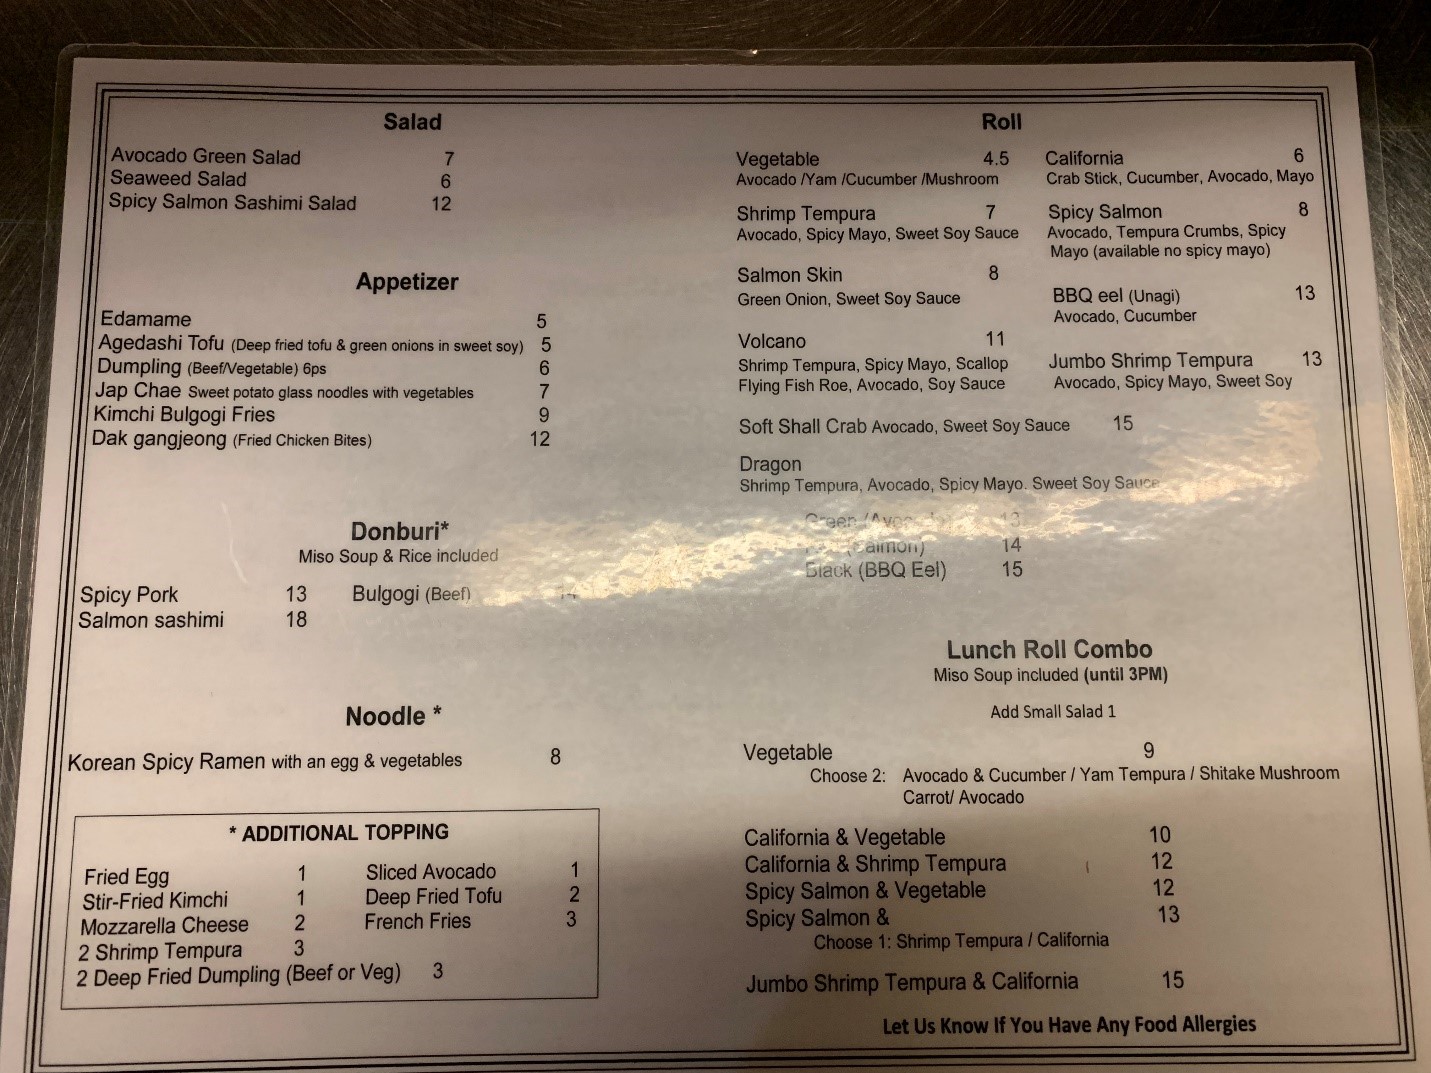 Salad
Avocado Green Salad 7
Seaweed Salad 6
Spicy Salmon Sashimi Salad 12
Appetizer
Edamame 5
Agedashi Tofu (Deep fried tofu & green onions in sweet soy) 5
Dumpling (Beef/Vegetable) 6ps 6
Jap Chae Sweet potato glass noodles with vegetables 7
Kimchi Bulgogi Fries 9
Dak gangjeong (Fried Chicken Bites) 12
Donburi*
Miso Soup & Rice included
Spicy Pork 13 Bulgogi (Beef) 14
Salmon sashimi 18
Noodle *
Korean Spicy Ramen with an egg & vegetables 8
* ADDITIONAL TOPPING
Fried Egg 1 Sliced Avocado 1
Stir-Fried Kimchi 1 Deep Fried Tofu 2
Mozzarella Cheese 2 French Fries 3
2 Shrimp Tempura 3
2 Deep Fried Dumpling (Beef or Veg) 3
Roll
Vegetable 4.5
Avocado /Yam /Cucumber /Mushroom
California 6
Crab Stick, Cucumber, Avocado, Mayo
Shrimp Tempura 7
Avocado, Spicy Mayo, Sweet Soy Sauce
Spicy Salmon 8
Avocado, Tempura Crumbs, Spicy
Mayo (available no spicy mayo)
Salmon Skin 8
Green Onion, Sweet Soy Sauce
BBQ eel (Unagi) 13
Avocado, Cucumber
Volcano 11
Shrimp Tempura, Spicy Mayo, Scallop
Flying Fish Roe, Avocado, Soy Sauce
Jumbo Shrimp Tempura 13
Avocado, Spicy Mayo, Sweet Soy
Soft Shall Crab Avocado, Sweet Soy Sauce 15
Dragon
Shrimp Tempura, Avocado, Spicy Mayo. Sweet Soy Sauce
Green (Avocado) 13
(Salmon) 14
Black (BBQ Eel) 15
Lunch Roll Combo
Miso Soup included (until 3PM)
Add Small Salad 1
Vegetable 9
Choose 2: Avocado & Cucumber / Yam Tempura / Shitake Mushroom
Carrot/ Avocado
California & Vegetable 10
California & Shrimp Tempura 12
Spicy Salmon & Vegetable 12
Spicy Salmon & 13
Choose 1: Shrimp Tempura / California
Jumbo Shrimp Tempura & California 15
Let Us Know If You Have Any Food Allergies